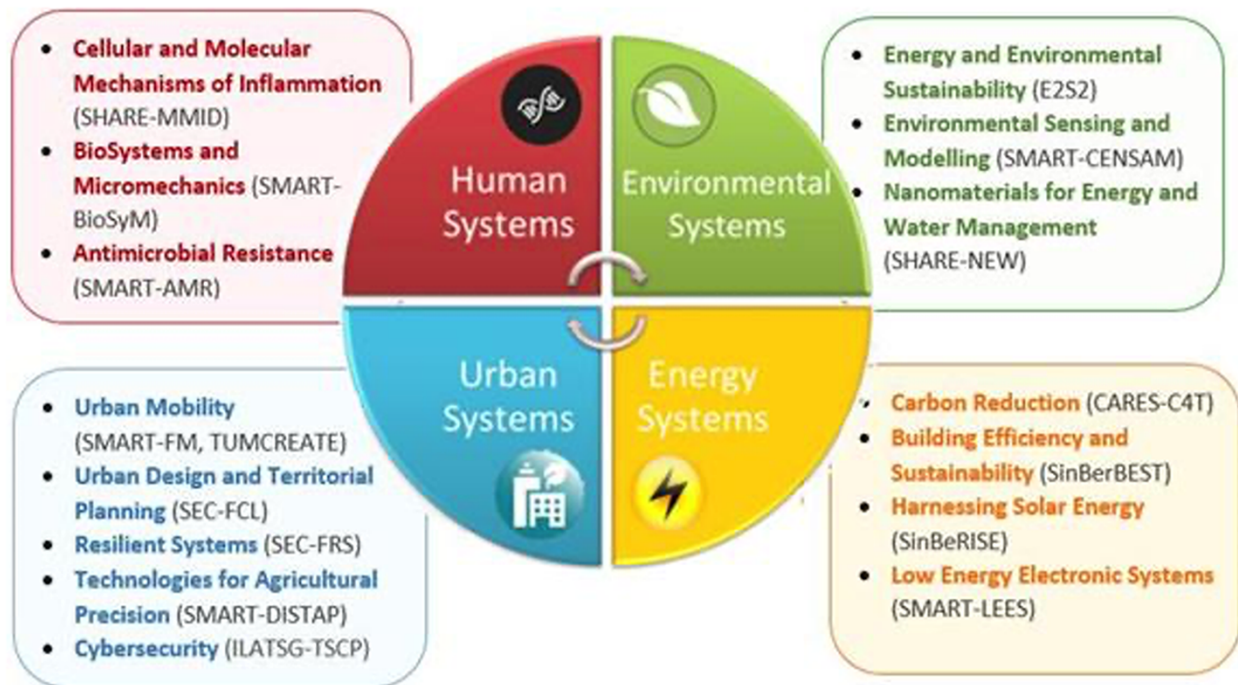 • Cellular and Molecular
Mechanisms of Inflammation
(SHARE-MMID)
• BioSystems and
Micromechanics (SMART-
BioSyM)
• Antimicrobial Resistance
(SMART-AMR)
Human
Systems
Environmental
Systems
• Energy and Environmental
Sustainability (E2S2)
• Environmental Sensing and
Modelling (SMART-CENSAM)
• Nanomaterials for Energy and
Water Management
(SHARE-NEW)
• Urban Mobility
(SMART-FM, TUMCREATE)
• Urban Design and Territorial
Planning (SEC-FCL)
• Resilient Systems (SEC-FRS)
• Technologies for Agricultural
Precision (SMART-DISTAP)
• Cybersecurity (ILATSG-TSCP)
Urban
Systems
Energy
Systems
• Carbon Reduction (CARES-C4T)
• Building Efficiency and
Sustainability (SinBerBEST)
• Harnessing Solar Energy
(SinBeRISE)
• Low Energy Electronic Systems
(SMART-LEES)